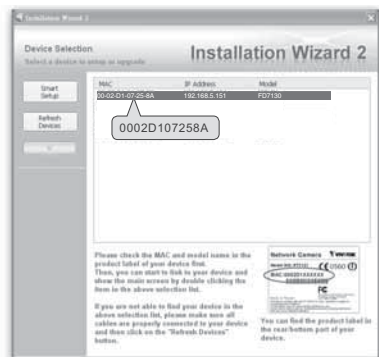 Installation Wizard 2
Device Selection
Select a device to setup or upgrade
Installation Wizard 2
Smart
Setup
Refresh
Devices
MAC IP Address Model
00-02-D1-07-25-8A 192.168.5.151 FD7130
0002D107258A
Please check the MAC and model name in the
product label of your device first.
Then, you can start to link to your device and
show the main screen by double clicking the
item in the above selection list.
If you are not able to find your device in the
above selection list, please make sure all
cables are properly connected to your device
and then click on the "Refresh Devices"
button.
Network Camera VIVOTEK
0560
MAC:0002D1XXXXXX
FC
You can find the product label in
the rear/bottom part of your
device.